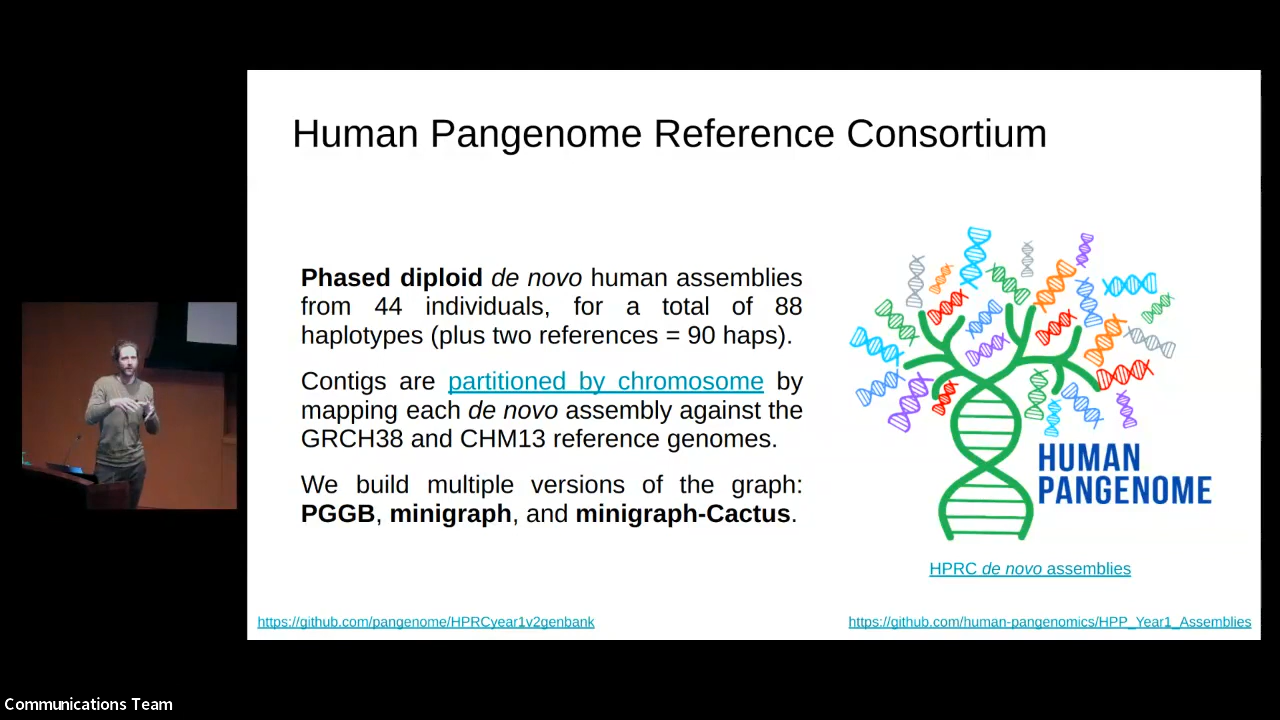 Human Pangenome Reference Consortium
Phased diploid de novo human assemblies
from 44 individuals, for a total of 88
haplotypes (plus two references = 90 haps).
Contigs are partitioned by chromosome by
mapping each de novo assembly against the
GRCH38 and CHM13 reference genomes.
We build multiple versions of the graph:
PGGB, minigraph, and minigraph-Cactus.
HUMAN
PANGENOME
HPRC de novo assemblies
https://github.com/pangenome/HPRCyear1v2genbank
https://github.com/human-pangenomics/HPP_Year1_Assemblies
Communications Team